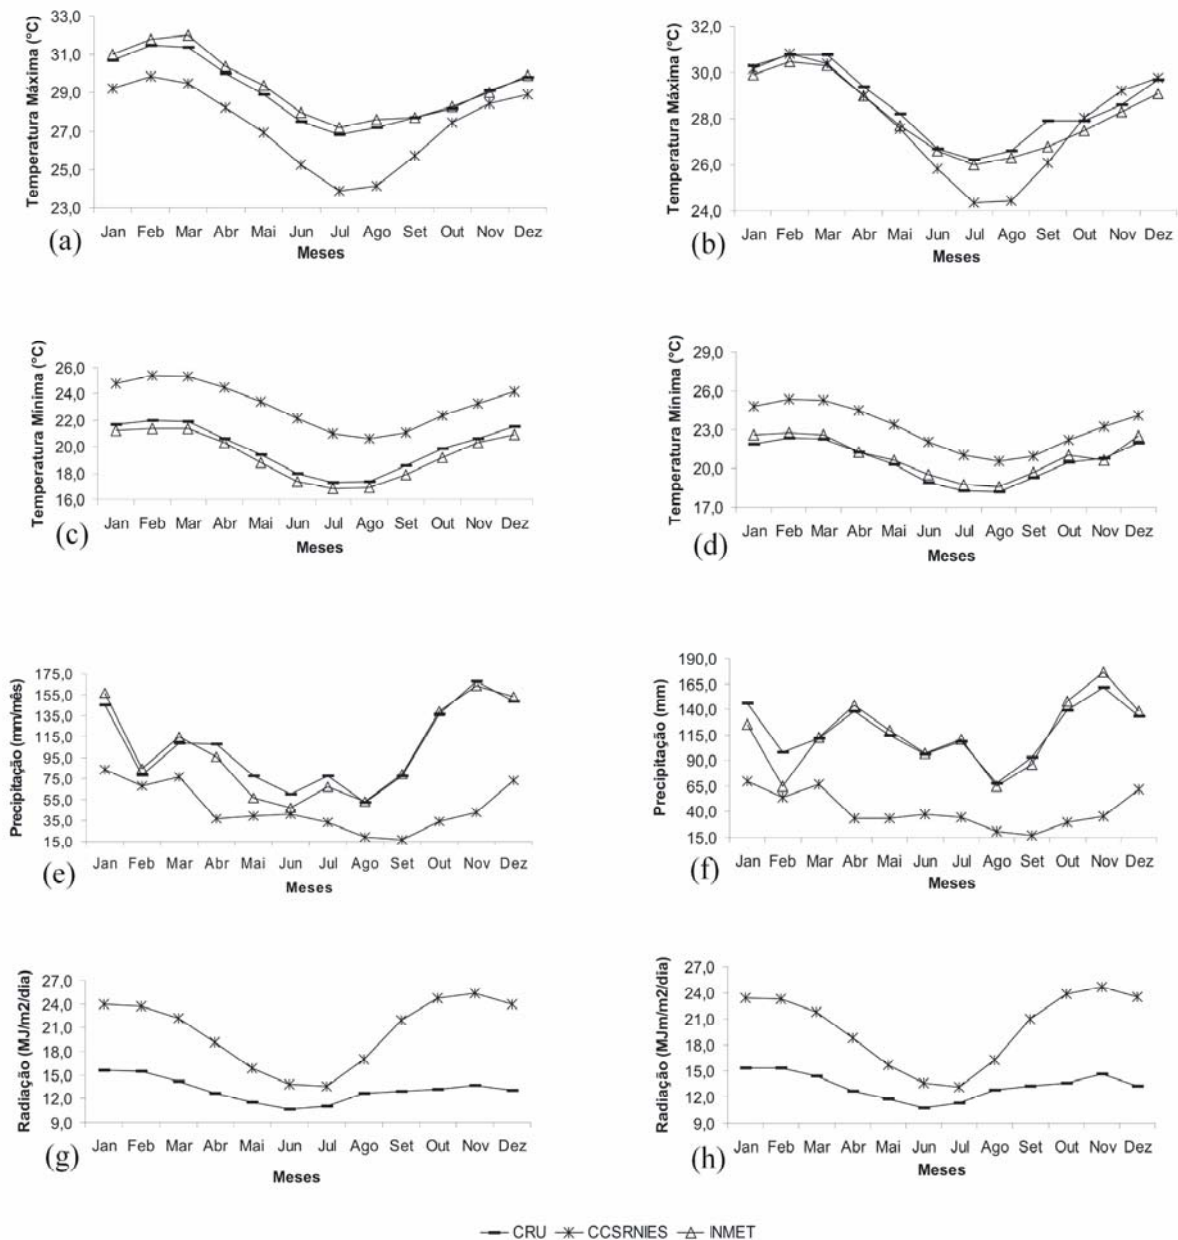 Temperatura Máxima (°C)
33,0
31,0
29,0
27,0
25,0
23,0
Jan Feb Mar Abr Mai Jun Jul Ago Set Out Nov Dez
Meses
(a)
Temperatura Máxima (°C)
32,0
30,0
28,0
26,0
24,0
Jan Feb Mar Abr Mai Jun Jul Ago Set Out Nov Dez
Meses
(b)
Temperatura Mínima (°C)
26,0
24,0
22,0
20,0
18,0
16,0
Jan Feb Mar Abr Mai Jun Jul Ago Set Out Nov Dez
Meses
(c)
Temperatura Mínima (°C)
29,0
26,0
23,0
20,0
17,0
Jan Feb Mar Abr Mai Jun Jul Ago Set Out Nov Dez
Meses
(d)
Precipitação (mm/mês)
175,0
155,0
135,0
115,0
95,0
75,0
55,0
35,0
15,0
Jan Feb Mar Abr Mai Jun Jul Ago Set Out Nov Dez
Meses
(e)
Precipitação (mm)
190,0
165,0
140,0
115,0
90,0
65,0
40,0
15,0
Jan Feb Mar Abr Mai Jun Jul Ago Set Out Nov Dez
Meses
(f)
Radiação (MJ/m2/dia)
27,0
24,0
21,0
18,0
15,0
12,0
9,0
Jan Feb Mar Abr Mai Jun Jul Ago Set Out Nov Dez
Meses
(g)
Radiação (MJm/m2/dia)
27,0
24,0
21,0
18,0
15,0
12,0
9,0
Jan Feb Mar Abr Mai Jun Jul Ago Set Out Nov Dez
Meses
(h)
CRU CCSRNIES INMET